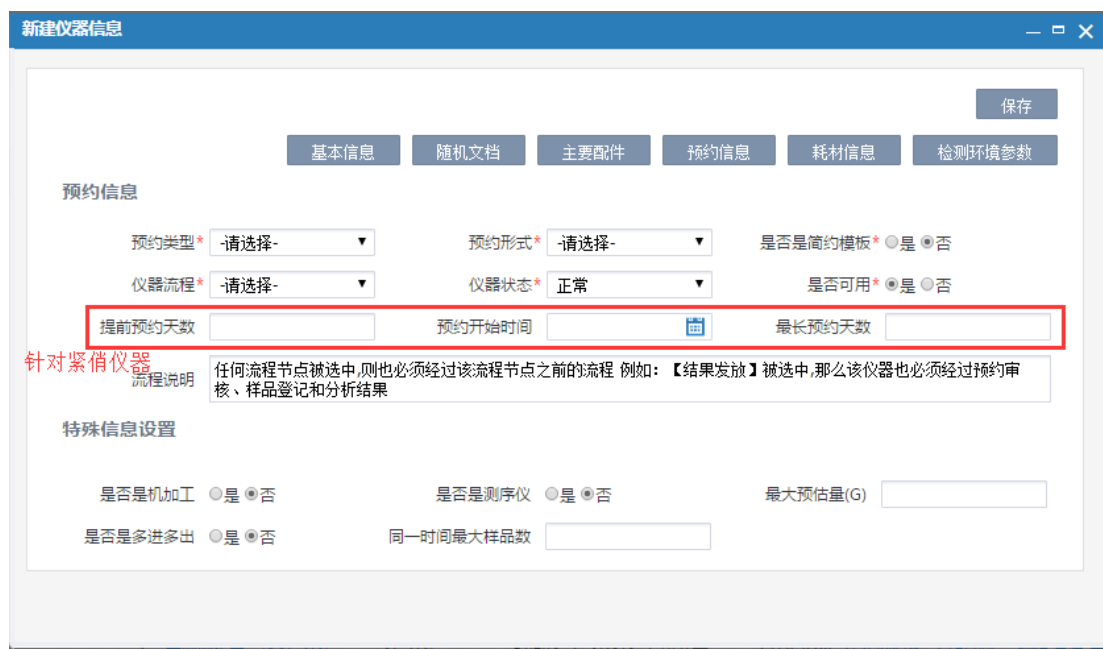 新建仪器信息
保存
基本信息 随机文档 主要配件 预约信息 耗材信息 检测环境参数
预约信息
预约类型* -请选择- 预约形式* -请选择- 是否是简约模板* 是 否
仪器流程* -请选择- 仪器状态* 正常 是否可用* 是 否
提前预约天数 预约开始时间 最长预约天数
针对紧俏仪器
流程说明 任何流程节点被选中,则也必须经过该流程节点之前的流程 例如：【结果发放】被选中,那么该仪器也必须经过预约审
核、样品登记和分析结果
特殊信息设置
是否是机加工 是 否 是否是测序仪 是 否 最大预估量(G)
是否是多进多出 是 否 同一时间最大样品数